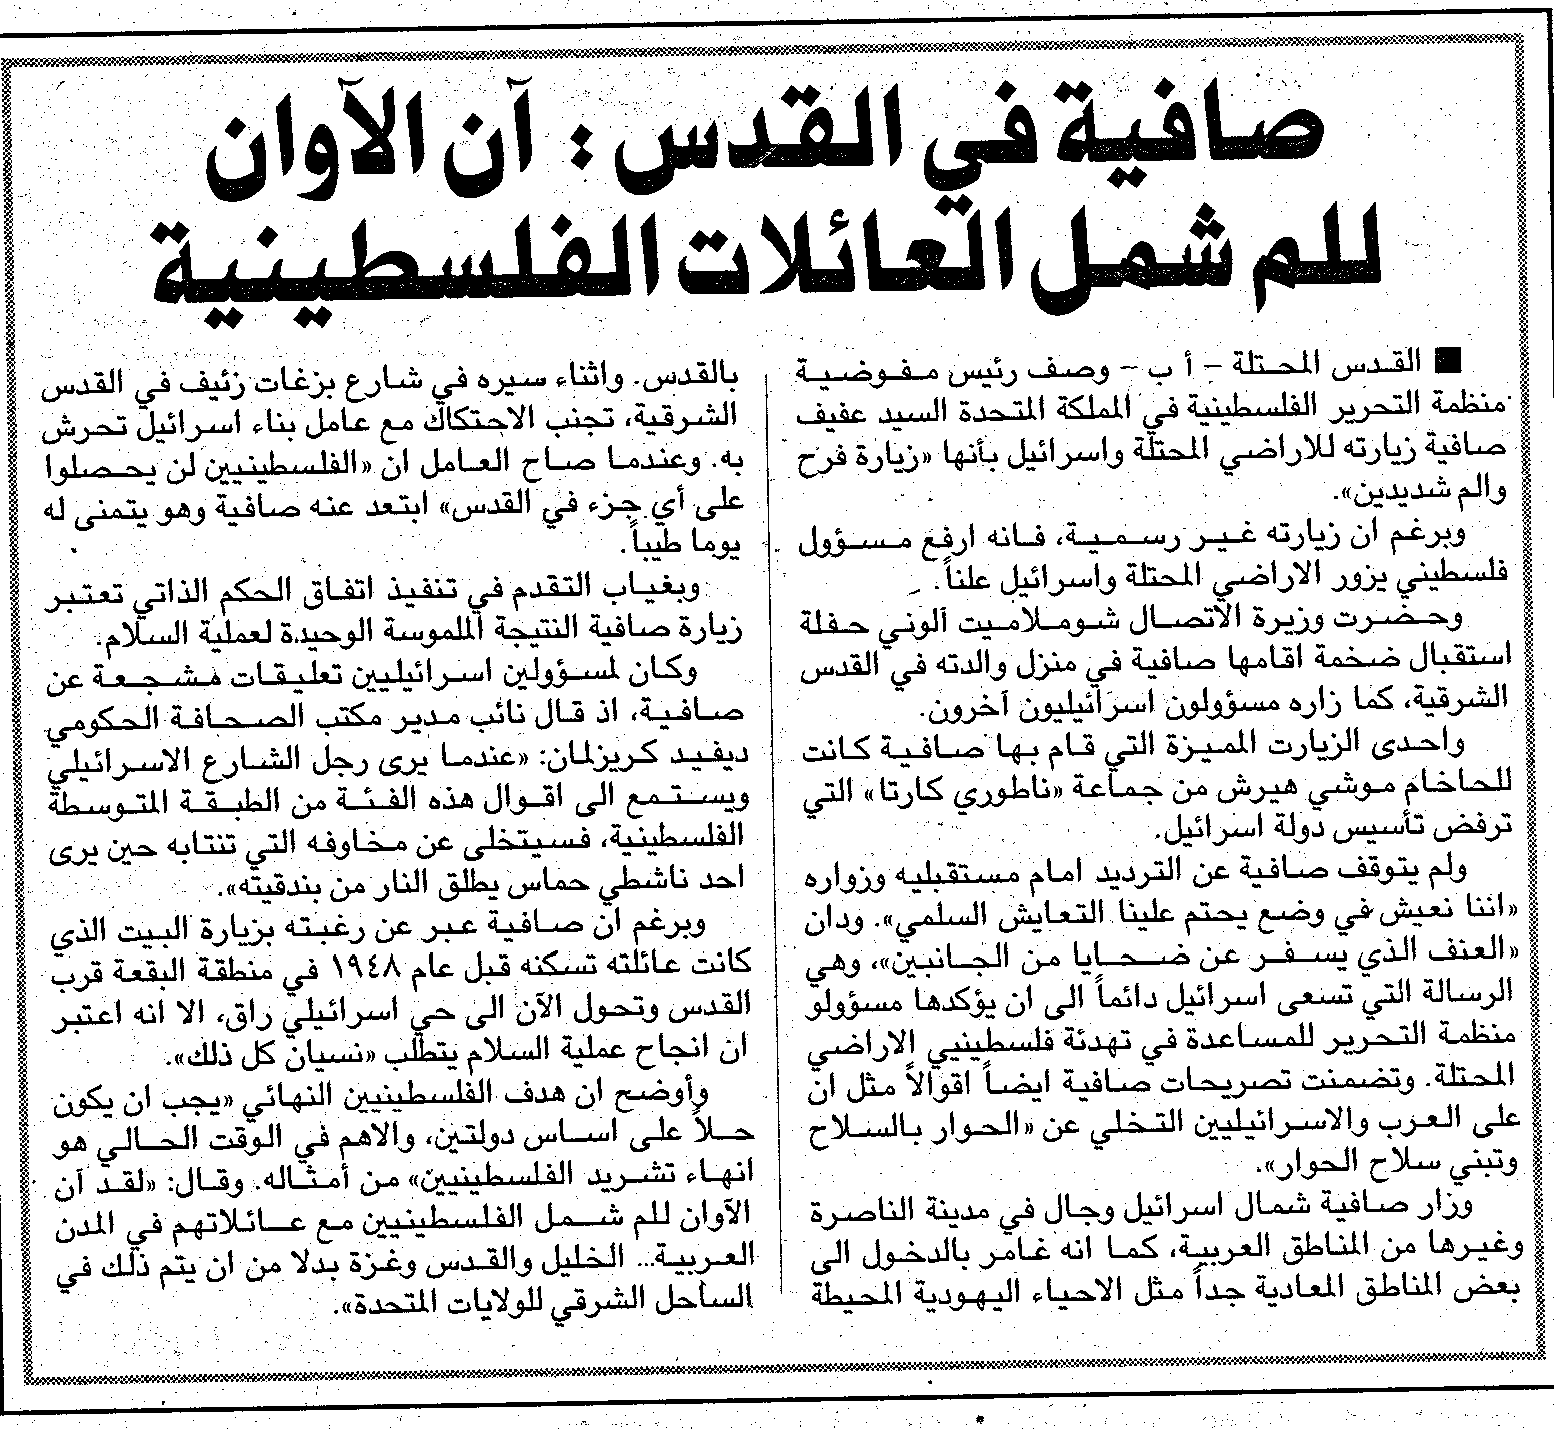 صافية في القدس : آن الآوان
للم شمل العائلات الفلسطينية
■ القدس المحتلة – أ ب – وصف رئيس مفوضية
منظمة التحرير الفلسطينية في المملكة المتحدة السيد عفيف
صافية زيارته للاراضي المحتلة واسرائيل بأنها «زيارة فرح
والم شديدين».
وبرغم ان زيارته غير رسمية، فانه ارفع مسؤول
فلسطيني يزور الاراضي المحتلة واسرائيل علناً.
وحضرت وزيرة الاتصال شوملاميت آلوني حفلة
استقبال ضخمة اقامها صافية في منزل والدته في القدس
الشرقية، كما زاره مسؤولون اسرائيليون آخرون.
واحدى الزيارت المميزة التي قام بها صافية كانت
للحاخام موشي هيرش من جماعة «ناطوري كارتا» التي
ترفض تأسيس دولة اسرائيل.
ولم يتوقف صافية عن الترديد امام مستقبليه وزواره
«اننا نعيش في وضع يحتم علينا التعايش السلمي». ودان
«العنف الذي يسفر عن ضحايا من الجانبين»، وهي
الرسالة التي تسعى اسرائيل دائماً الى ان يؤكدها مسؤولو
منظمة التحرير للمساعدة في تهدئة فلسطينيي الاراضي
المحتلة. وتضمنت تصريحات صافية ايضاً اقوالاً مثل ان
على العرب والاسرائيليين التخلي عن «الحوار بالسلاح
وتبني سلاح الحوار».
وزار صافية شمال اسرائيل وجال في مدينة الناصرة
وغيرها من المناطق العربية، كما انه غامر بالدخول الى
بعض المناطق المعادية جداً مثل الاحياء اليهودية المحيطة
بالقدس. واثناء سيره في شارع بزغات زئيف في القدس
الشرقية، تجنب الاحتكاك مع عامل بناء اسرائيل تحرش
به. وعندما صاح العامل ان «الفلسطينيين لن يحصلوا
على أي جزء في القدس» ابتعد عنه صافية وهو يتمنى له
يوما طيباً.
وبغياب التقدم في تنفيذ اتفاق الحكم الذاتي تعتبر
زيارة صافية النتيجة الملموسة الوحيدة لعملية السلام.
وكان لمسؤولين اسرائيليين تعليقات مشجعة عن
صافية، اذ قال نائب مدير مكتب الصحافة الحكومي
ديفيد كريزلمان: «عندما يرى رجل الشارع الاسرائيلي
ويستمع الى اقوال هذه الفئة من الطبقة المتوسطة
الفلسطينية، فسيتخلى عن مخاوفه التي تنتابه حين يرى
احد ناشطي حماس يطلق النار من بندقيته».
وبرغم ان صافية عبر عن رغبته بزيارة البيت الذي
كانت عائلته تسكنه قبل عام ١٩٤٨ في منطقة البقعة قرب
القدس وتحول الآن الى حي اسرائيلي راق، الا انه اعتبر
ان انجاح عملية السلام يتطلب «نسيان كل ذلك».
وأوضح ان هدف الفلسطينيين النهائي «يجب ان يكون
حلاً على اساس دولتين، والاهم في الوقت الحالي هو
انهاء تشريد الفلسطينيين» من أمثاله. وقال: «لقد آن
الآوان للم شمل الفلسطينيين مع عائلاتهم في المدن
العربية... الخليل والقدس وغزة بدلا من ان يتم ذلك في
الساحل الشرقي للولايات المتحدة».